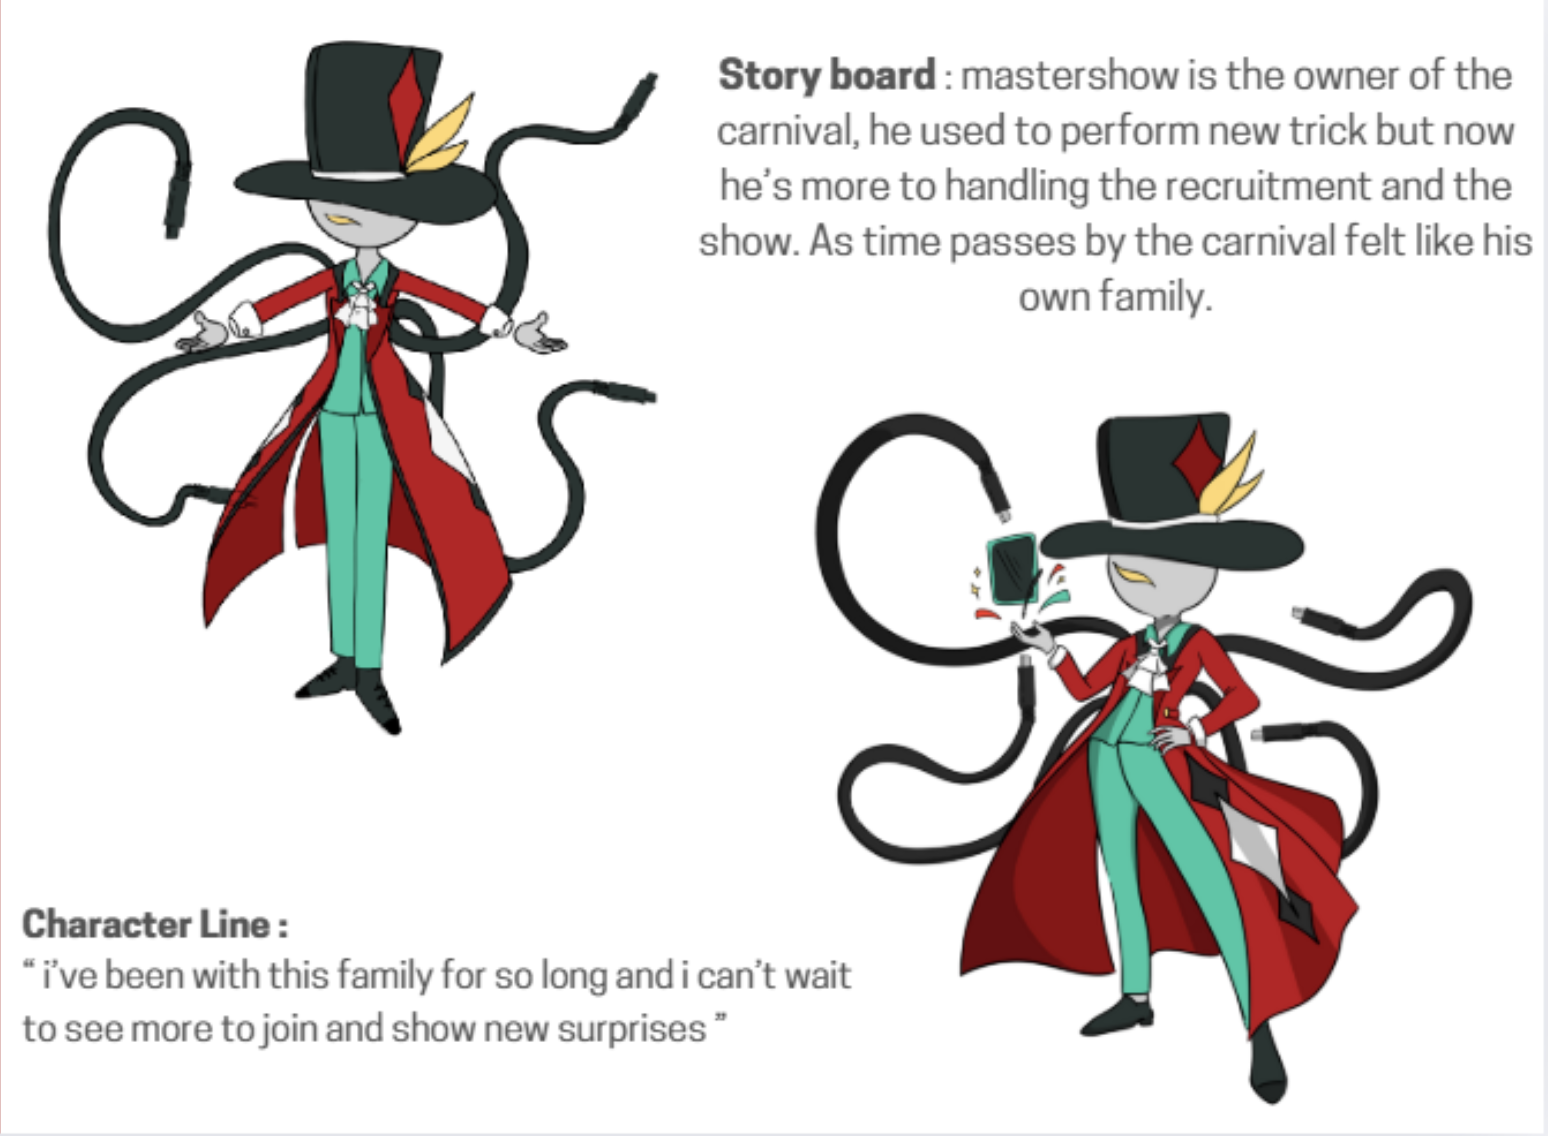 Story board : mastershow is the owner of the
carnival, he used to perform new trick but now
he's more to handling the recruitment and the
show. As time passes by the carnival felt like his
own family.
Character Line :
“ i've been with this family for so long and i can't wait
to see more to join and show new surprises ”